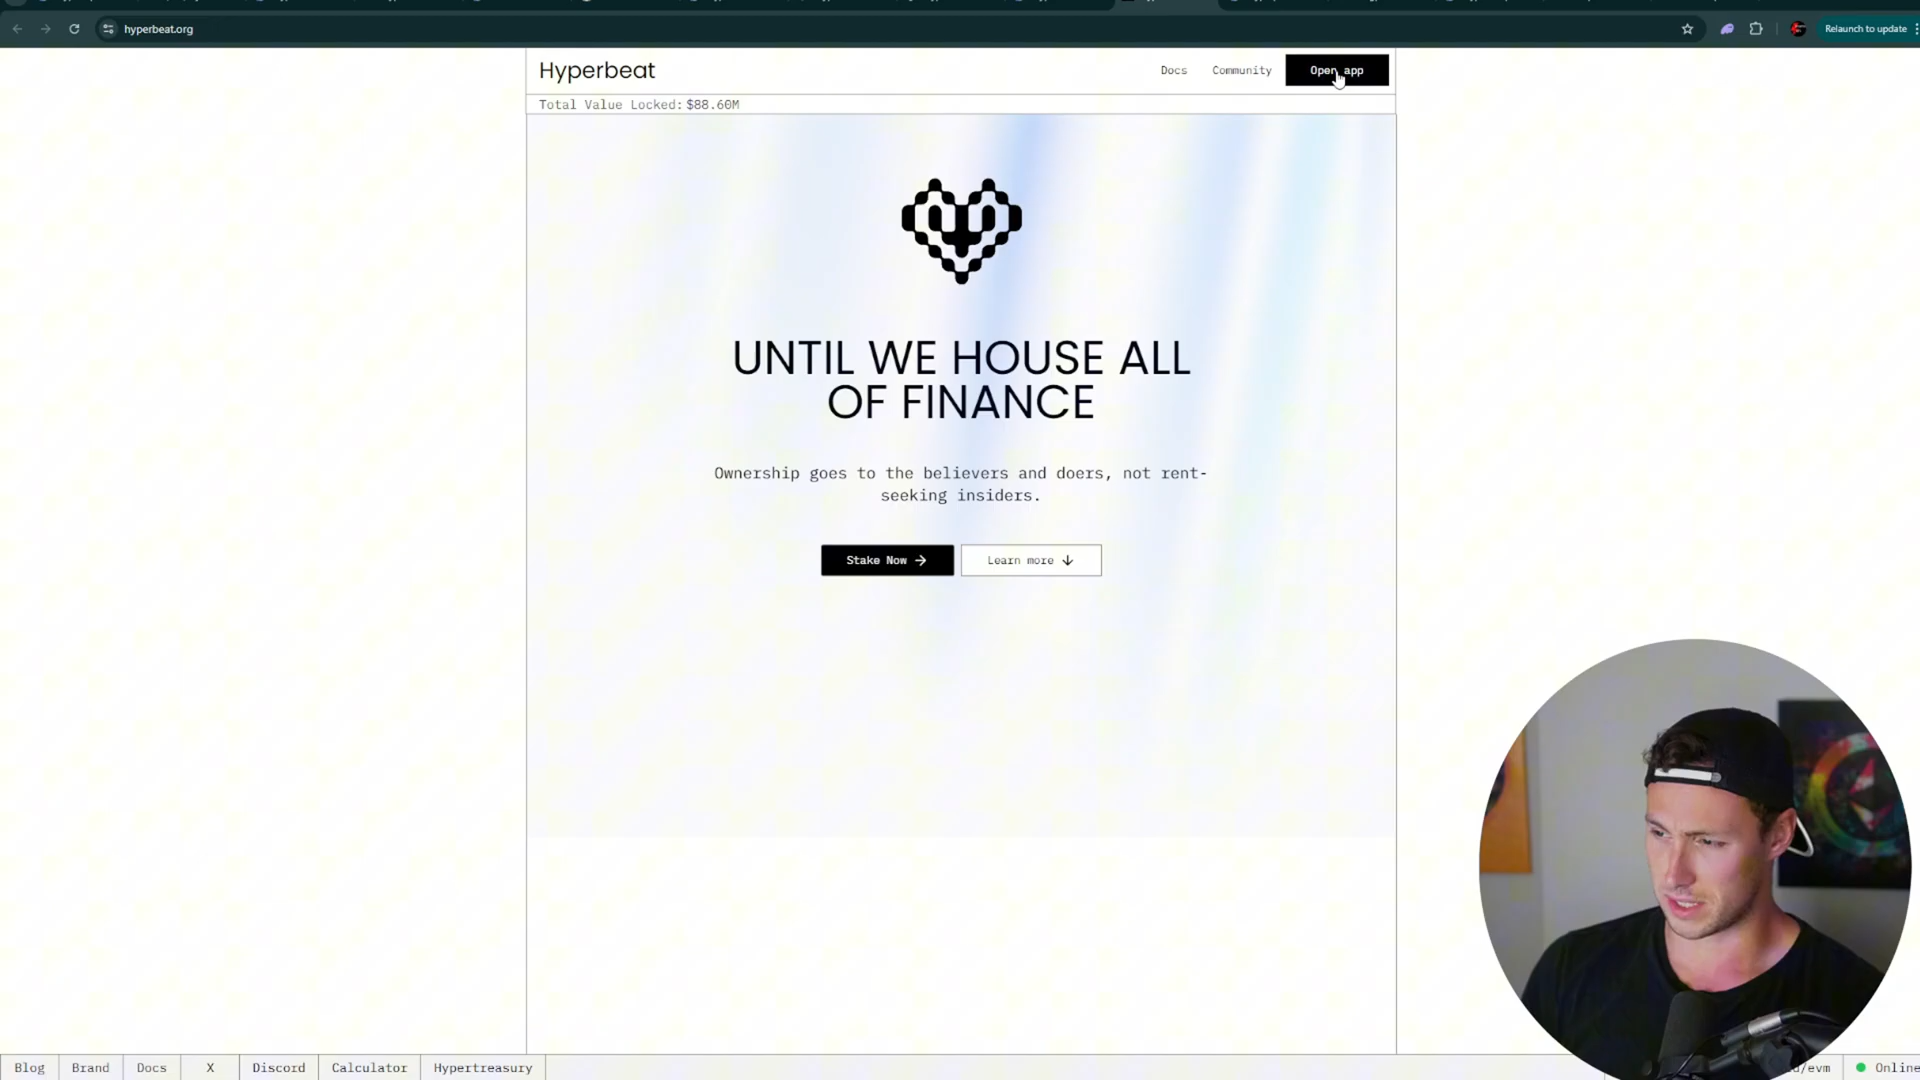 hyperbeat.org
Relaunch to update
Hyperbeat
Docs
Community
Open app
Total Value Locked: $88.60M
UNTIL WE HOUSE ALL
OF FINANCE
Ownership goes to the believers and doers, not rent-
seeking insiders.
Stake Now →
Learn more ↓
Blog
Brand
Docs
X
Discord
Calculator
Hypertreasury
/evm
Online